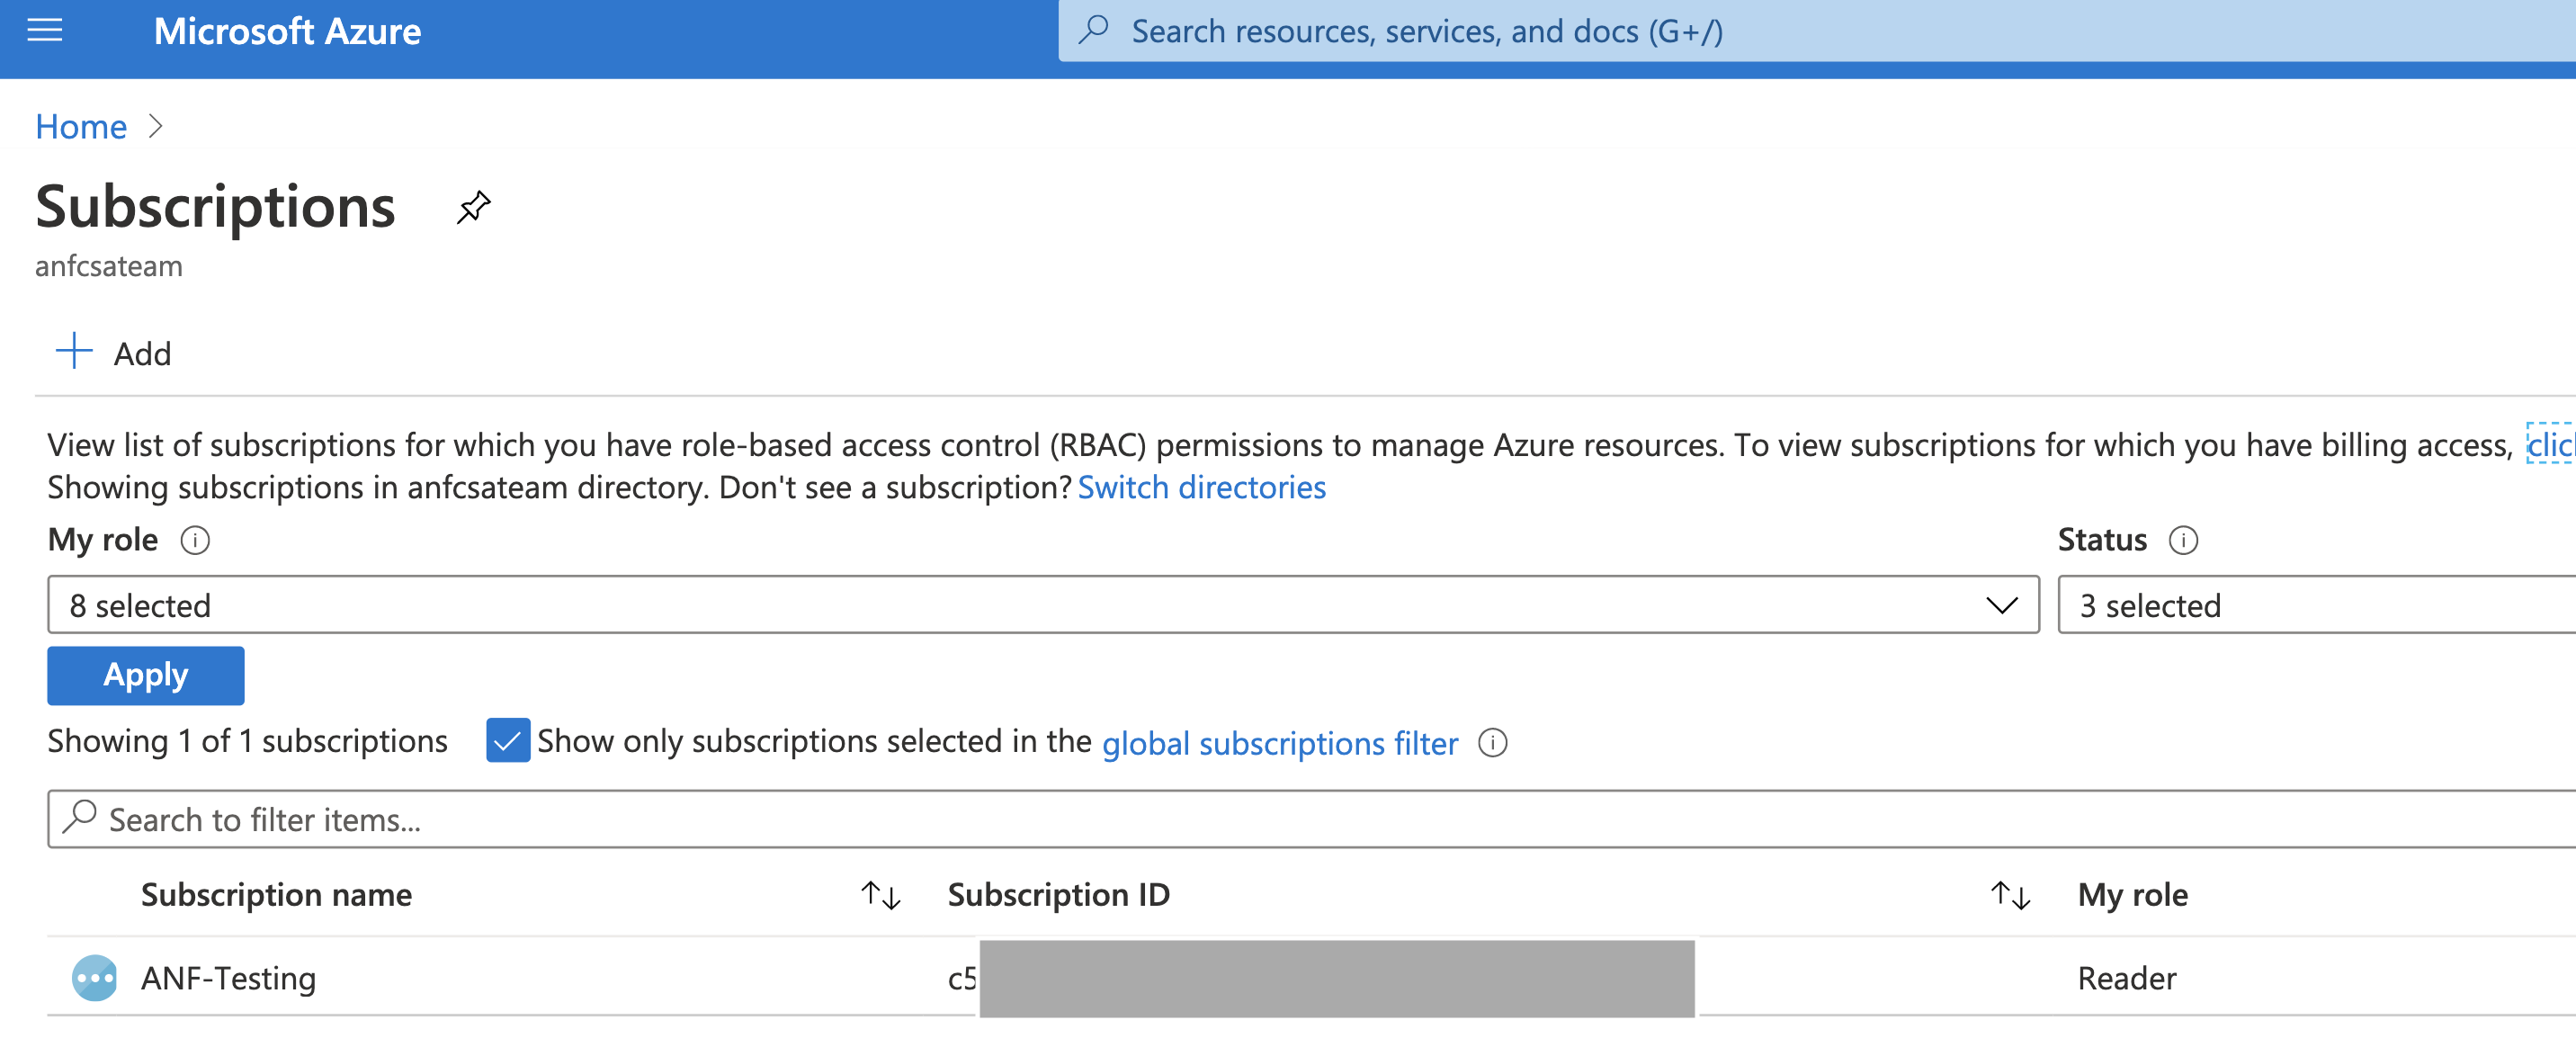 Microsoft Azure
Search resources, services, and docs (G+/)
Home
Subscriptions
anfcsateam
Add
View list of subscriptions for which you have role-based access control (RBAC) permissions to manage Azure resources. To view subscriptions for which you have billing access,
Showing subscriptions in anfcsateam directory. Don't see a subscription? Switch directories
My role
Status
8 selected
3 selected
Apply
Showing 1 of 1 subscriptions
Show only subscriptions selected in the global subscriptions filter
Search to filter items...
Subscription name
Subscription ID
My role
ANF-Testing
c5
Reader